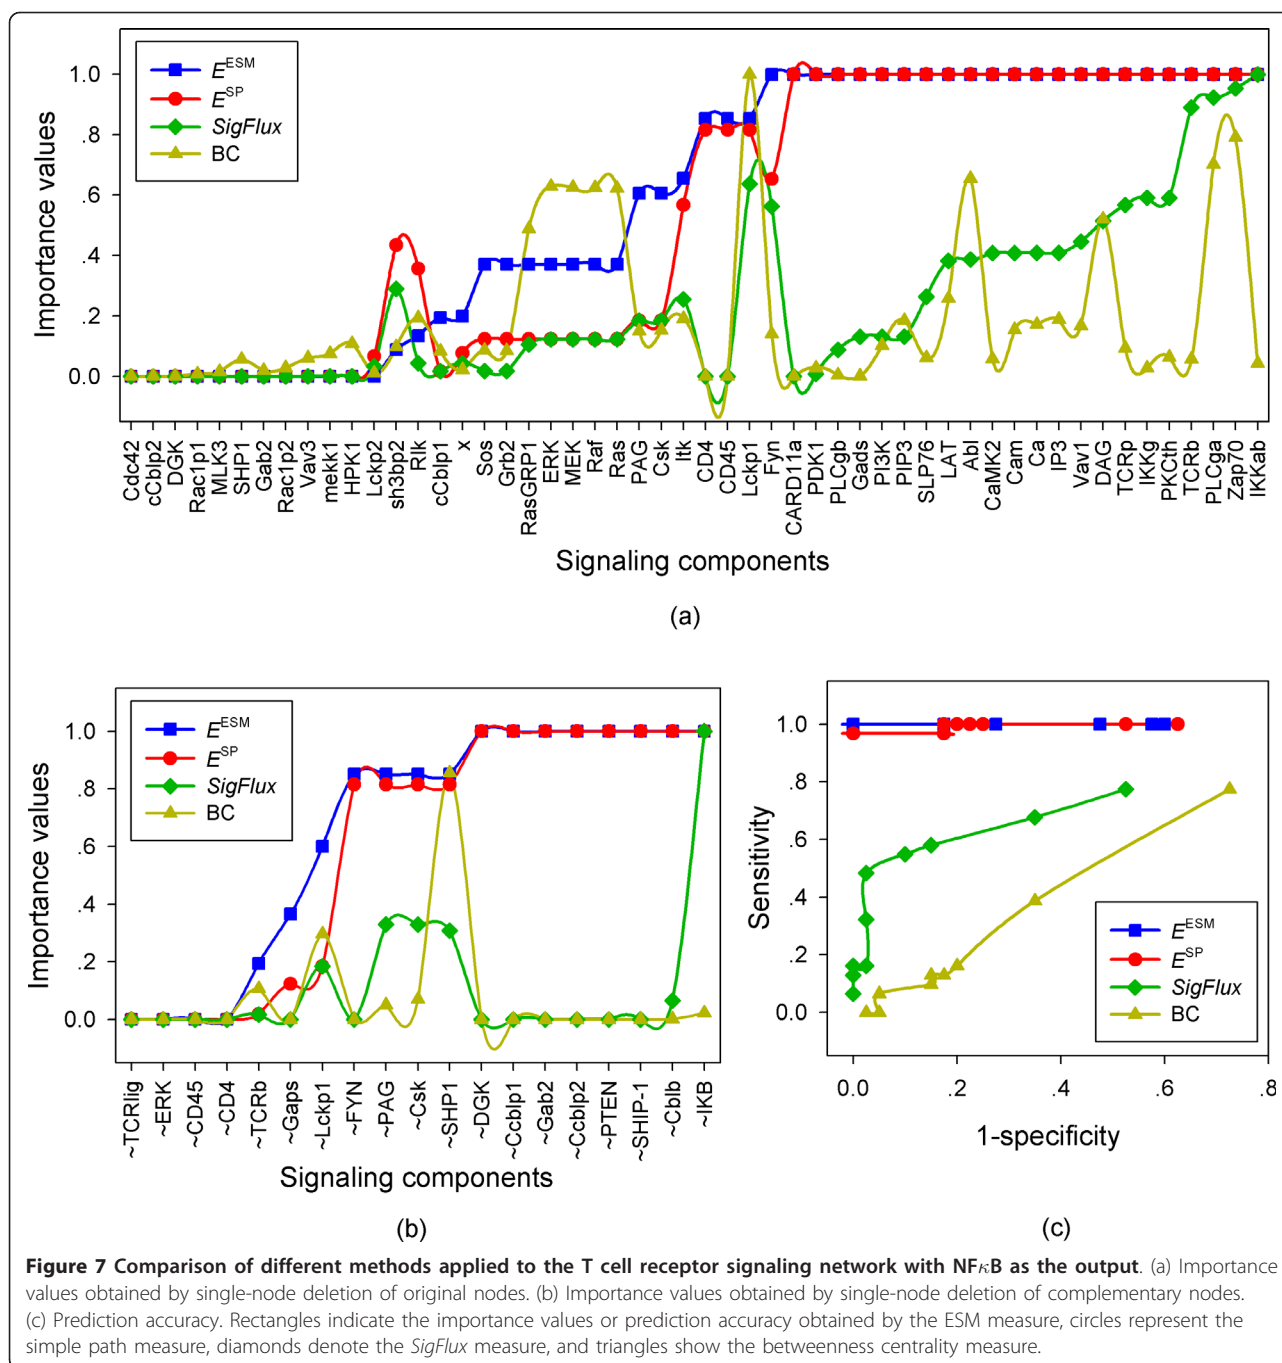 E^ESM
E^SP
SigFlux
BC
Importance values
1.0
.8
.6
.4
.2
0.0
Cdc42
cCblp2
DGK
Rac1p1
MLK3
SHP1
Gab2
Rac1p2
Vav3
mekk1
HPK1
Lckp2
sh3bp2
Rlk
cCblp1
x
Sos
Grb2
RasGRP1
ERK
MEK
Raf
Ras
PAG
Csk
Itk
CD4
CD45
Lckp1
Fyn
CARD11a
PDK1
PLCgb
Gads
PI3K
PIP3
SLP76
LAT
Abl
CaMK2
Cam
Ca
IP3
Vav1
DAG
TCRp
IKKg
PKCth
TCRb
PLCga
Zap70
IKKab
Signaling components
(a)
E^ESM
E^SP
SigFlux
BC
Importance values
1.0
.8
.6
.4
.2
0.0
~TCRlig
~ERK
~CD45
~CD4
~TCRb
~Gaps
~Lckp1
~FYN
~PAG
~Csk
~SHP1
~DGK
~Ccblp1
~Gab2
~Ccblp2
~PTEN
~SHIP-1
~Cblb
~IKB
Signaling components
(b)
Sensitivity
1.0
.8
.6
.4
.2
0.0
E^ESM
E^SP
SigFlux
BC
0.0 .2 .4 .6 .8
1-specificity
(c)
Figure 7 Comparison of different methods applied to the T cell receptor signaling network with NFκB as the output. (a) Importance
values obtained by single-node deletion of original nodes. (b) Importance values obtained by single-node deletion of complementary nodes.
(c) Prediction accuracy. Rectangles indicate the importance values or prediction accuracy obtained by the ESM measure, circles represent the
simple path measure, diamonds denote the SigFlux measure, and triangles show the betweenness centrality measure.